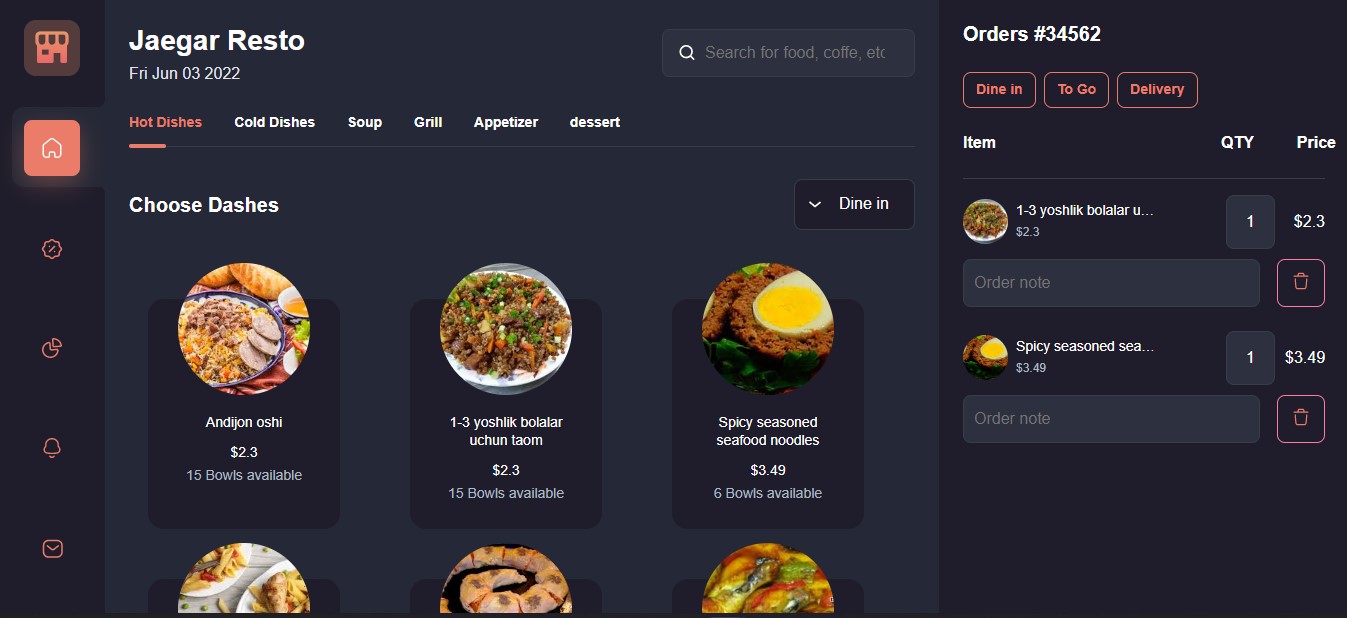 Jaegar Resto
Fri Jun 03 2022
Search for food, coffe, etc
Hot Dishes Cold Dishes Soup Grill Appetizer dessert
Choose Dashes
Dine in
Andijon oshi
$2.3
15 Bowls available
1-3 yoshlik bolalar
uchun taom
$2.3
15 Bowls available
Spicy seasoned
seafood noodles
$3.49
6 Bowls available
Orders #34562
Dine in To Go Delivery
Item QTY Price
1-3 yoshlik bolalar u...
$2.3
1 $2.3
Order note
Spicy seasoned sea...
$3.49
1 $3.49
Order note